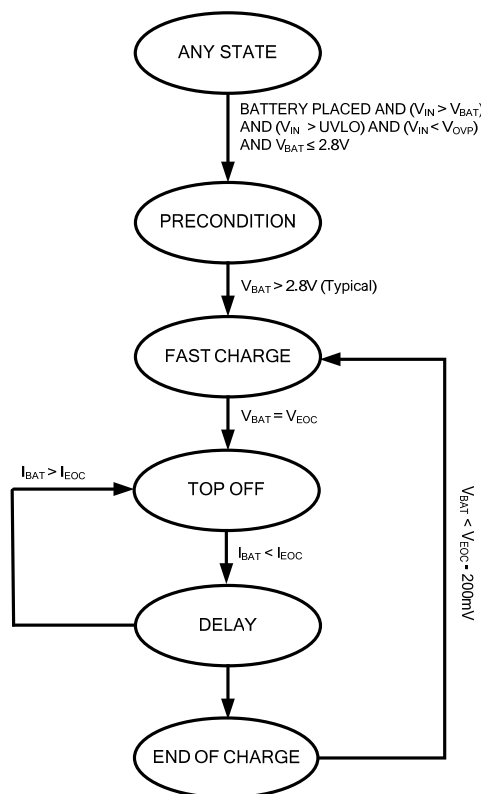 ANY STATE
BATTERY PLACED AND (VIN > VBAT)
AND (VIN > UVLO) AND (VIN < VOVP)
AND VBAT ≤ 2.8V
PRECONDITION
VBAT > 2.8V (Typical)
FAST CHARGE
VBAT = VEOC
IBAT > IEOC
TOP OFF
IBAT < IEOC
VBAT < VEOC - 200mV
DELAY
END OF CHARGE